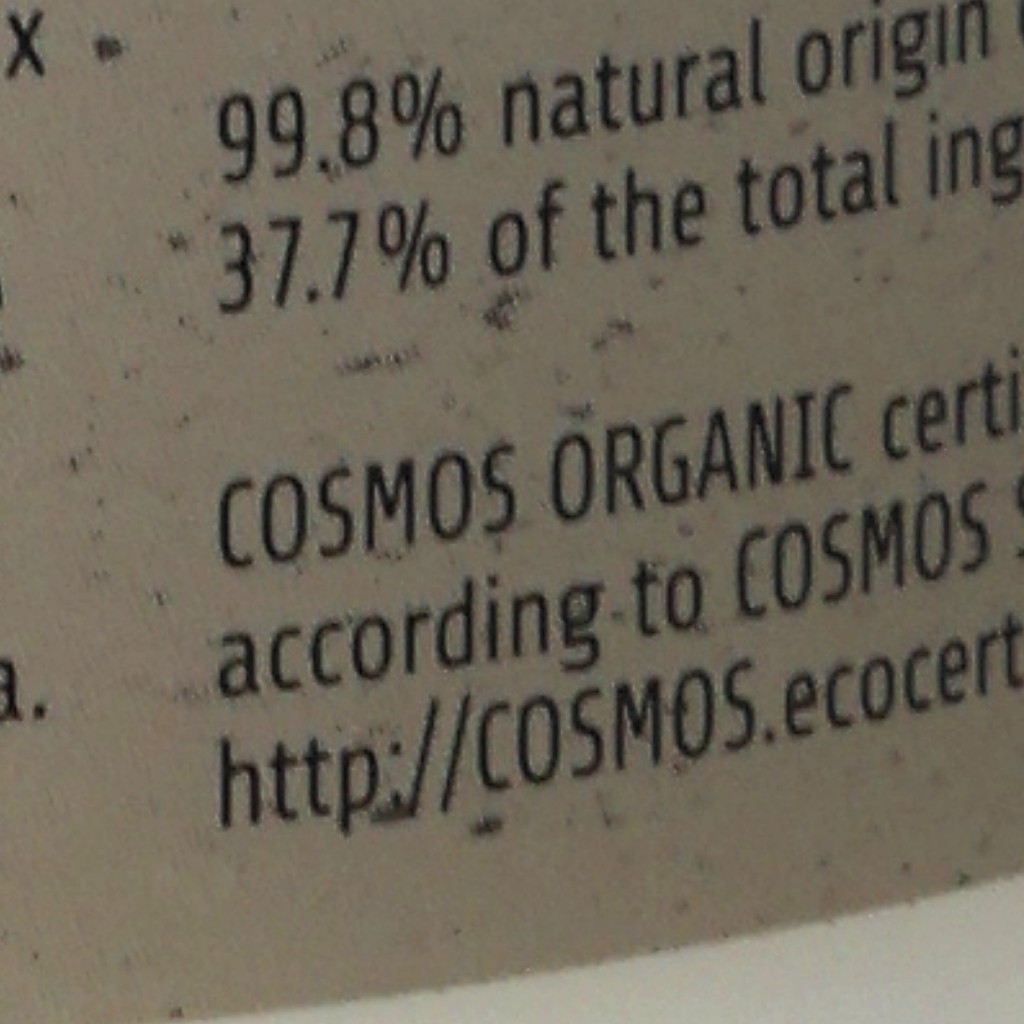 x -
99.8% natural origin
37.7% of the total ing
COSMOS ORGANIC certi
according to COSMOS S
a.
http://COSMOS.ecocert